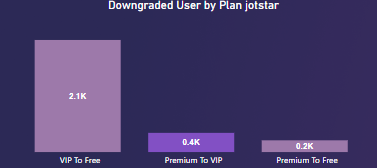 Downgraded User by Plan jotstar
2.1K
0.4K
0.2K
VIP To Free
Premium To VIP
Premium To Free